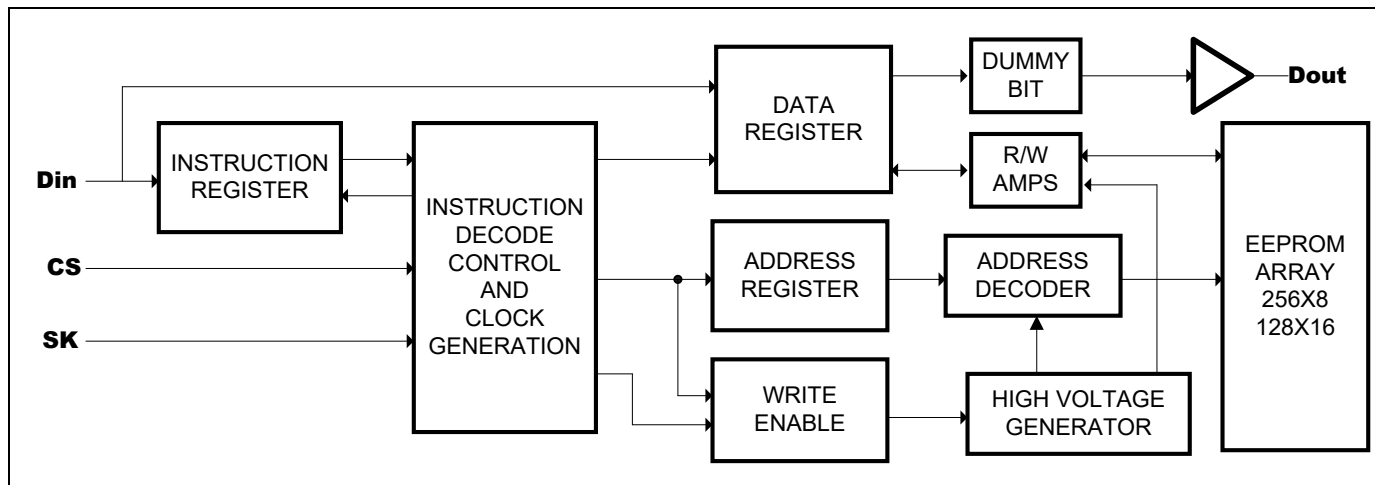 DUMMY
BIT
Dout
DATA
REGISTER
R/W
AMPS
INSTRUCTION
REGISTER
Din
INSTRUCTION
DECODE
CONTROL
AND
CLOCK
GENERATION
CS
SK
ADDRESS
REGISTER
ADDRESS
DECODER
EEPROM
ARRAY
256X8
128X16
WRITE
ENABLE
HIGH VOLTAGE
GENERATOR